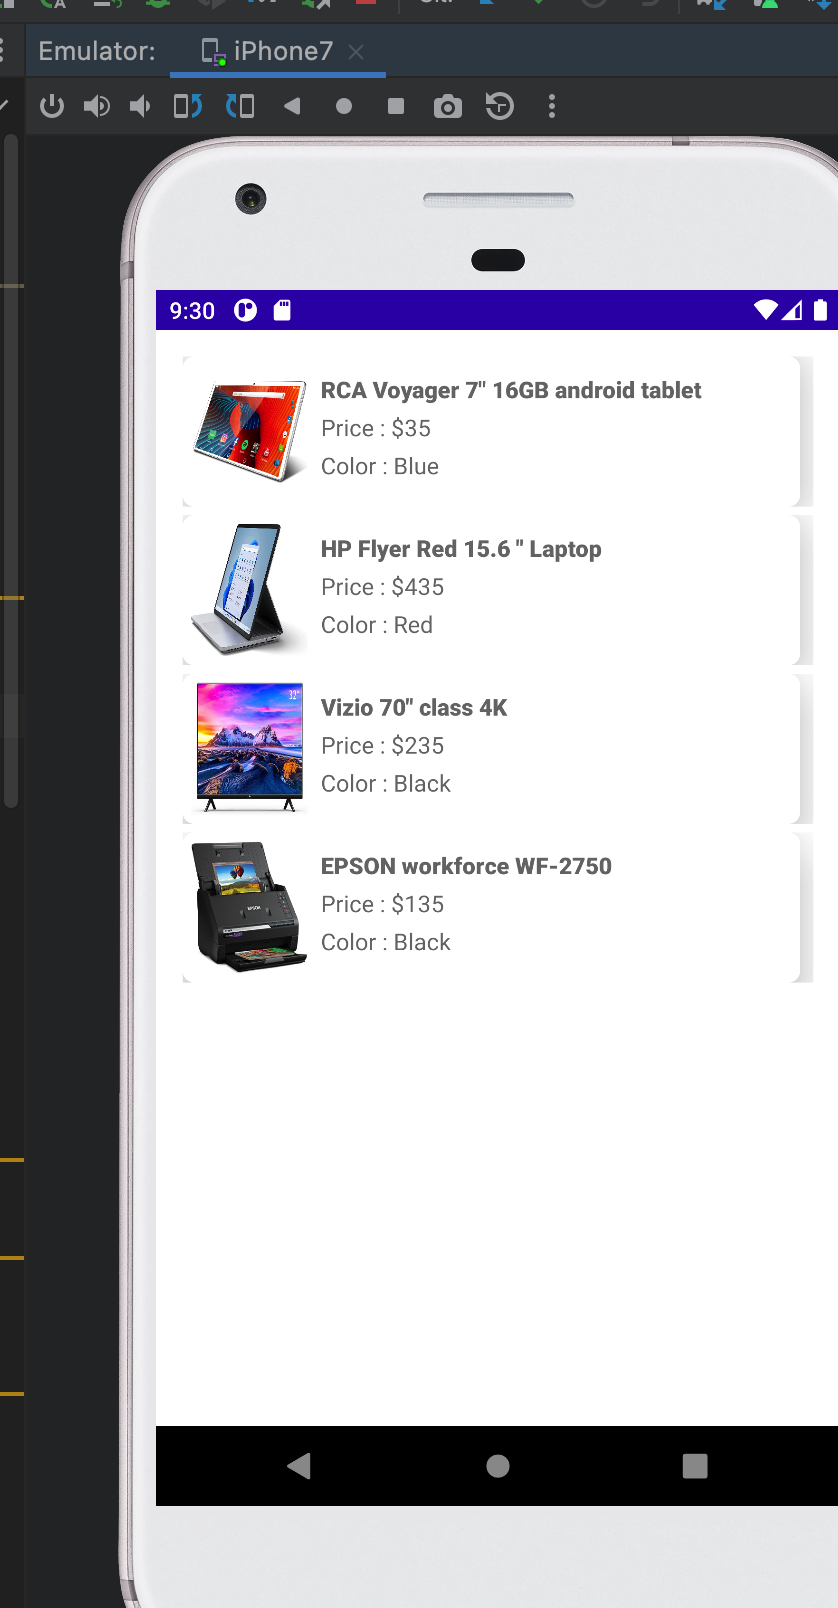 Emulator:
iPhone7
9:30
RCA Voyager 7" 16GB android tablet
Price : $35
Color : Blue
HP Flyer Red 15.6 " Laptop
Price : $435
Color : Red
32"
Vizio 70" class 4K
Price : $235
Color : Black
EPSON
EPSON workforce WF-2750
Price : $135
Color : Black